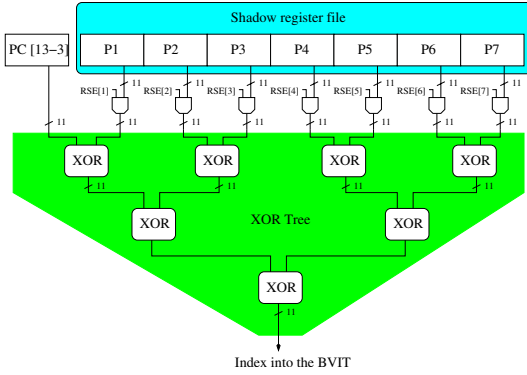 Shadow register file
PC [13−3] P1 P2 P3 P4 P5 P6 P7
11 11 11 11 11 11 11
RSE[1] RSE[2] RSE[3] RSE[4] RSE[5] RSE[6] RSE[7]
11 11 11 11 11 11 11 11
XOR XOR XOR XOR
11 11 11 11
XOR XOR Tree XOR
XOR
11
Index into the BVIT